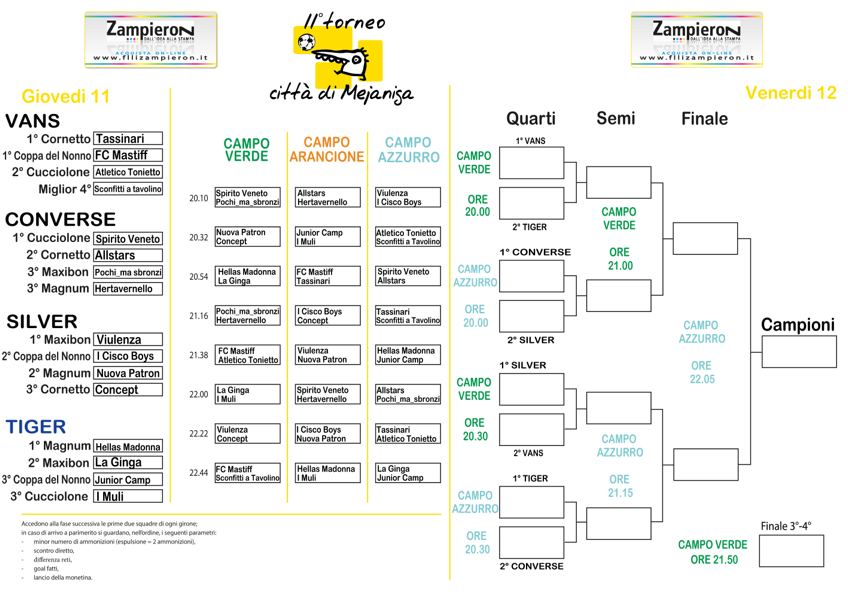 Zampieron
DALL'IDEA ALLA STAMPA
ACQUISTA ON-LINE
www.filizampieron.it
11° torneo
città di Mejaniga
Zampieron
DALL'IDEA ALLA STAMPA
ACQUISTA ON-LINE
www.filizampieron.it
Giovedì 11
Venerdì 12
VANS
1° Cornetto Tassinari
1° Coppa del Nonno FC Mastiff
2° Cucciolone Atletico Tonietto
Miglior 4° Sconfitti a tavolino
CONVERSE
1° Cucciolone Spirito Veneto
2° Cornetto Allstars
3° Maxibon Pochi_ma sbronzi
3° Magnum Hertavernello
SILVER
1° Maxibon Viulenza
2° Coppa del Nonno I Cisco Boys
2° Magnum Nuova Patron
3° Cornetto Concept
TIGER
1° Magnum Hellas Madonna
2° Maxibon La Ginga
3° Coppa del Nonno Junior Camp
3° Cucciolone I Muli
CAMPO VERDE
CAMPO ARANCIONE
CAMPO AZZURRO
20.10
Spirito Veneto
Pochi_ma_sbronzi
Allstars
Hertavernello
Viulenza
I Cisco Boys
20.32
Nuova Patron
Concept
Junior Camp
I Muli
Atletico Tonietto
Sconfitti a Tavolino
20.54
Hellas Madonna
La Ginga
FC Mastiff
Tassinari
Spirito Veneto
Allstars
21.16
Pochi_ma_sbronzi
Hertavernello
I Cisco Boys
Concept
Tassinari
Sconfitti a Tavolino
21.38
FC Mastiff
Atletico Tonietto
Viulenza
Nuova Patron
Hellas Madonna
Junior Camp
22.00
La Ginga
I Muli
Spirito Veneto
Hertavernello
Allstars
Pochi_ma_sbronzi
22.22
Viulenza
Concept
I Cisco Boys
Nuova Patron
Tassinari
Atletico Tonietto
22.44
FC Mastiff
Sconfitti a Tavolino
Hellas Madonna
I Muli
La Ginga
Junior Camp
Accedono alla fase successiva le prime due squadre di ogni girone;
in caso di arrivo a parimerito si guardano, nell'ordine, i seguenti parametri:
- minor numero di ammonizioni (espulsione = 2 ammonizioni),
- scontro diretto,
- differenza reti,
- goal fatti,
- lancio della monetina.
Quarti
Semi
Finale
1° VANS
CAMPO
VERDE
ORE
20.00
2° TIGER
1° CONVERSE
CAMPO
AZZURRO
ORE
20.00
2° SILVER
1° SILVER
CAMPO
VERDE
ORE
20.30
2° VANS
1° TIGER
CAMPO
AZZURRO
ORE
20.30
2° CONVERSE
CAMPO
VERDE
ORE
21.00
CAMPO
AZZURRO
ORE
21.15
CAMPO
AZZURRO
ORE
22.05
Campioni
Finale 3°-4°
CAMPO VERDE
ORE 21.50